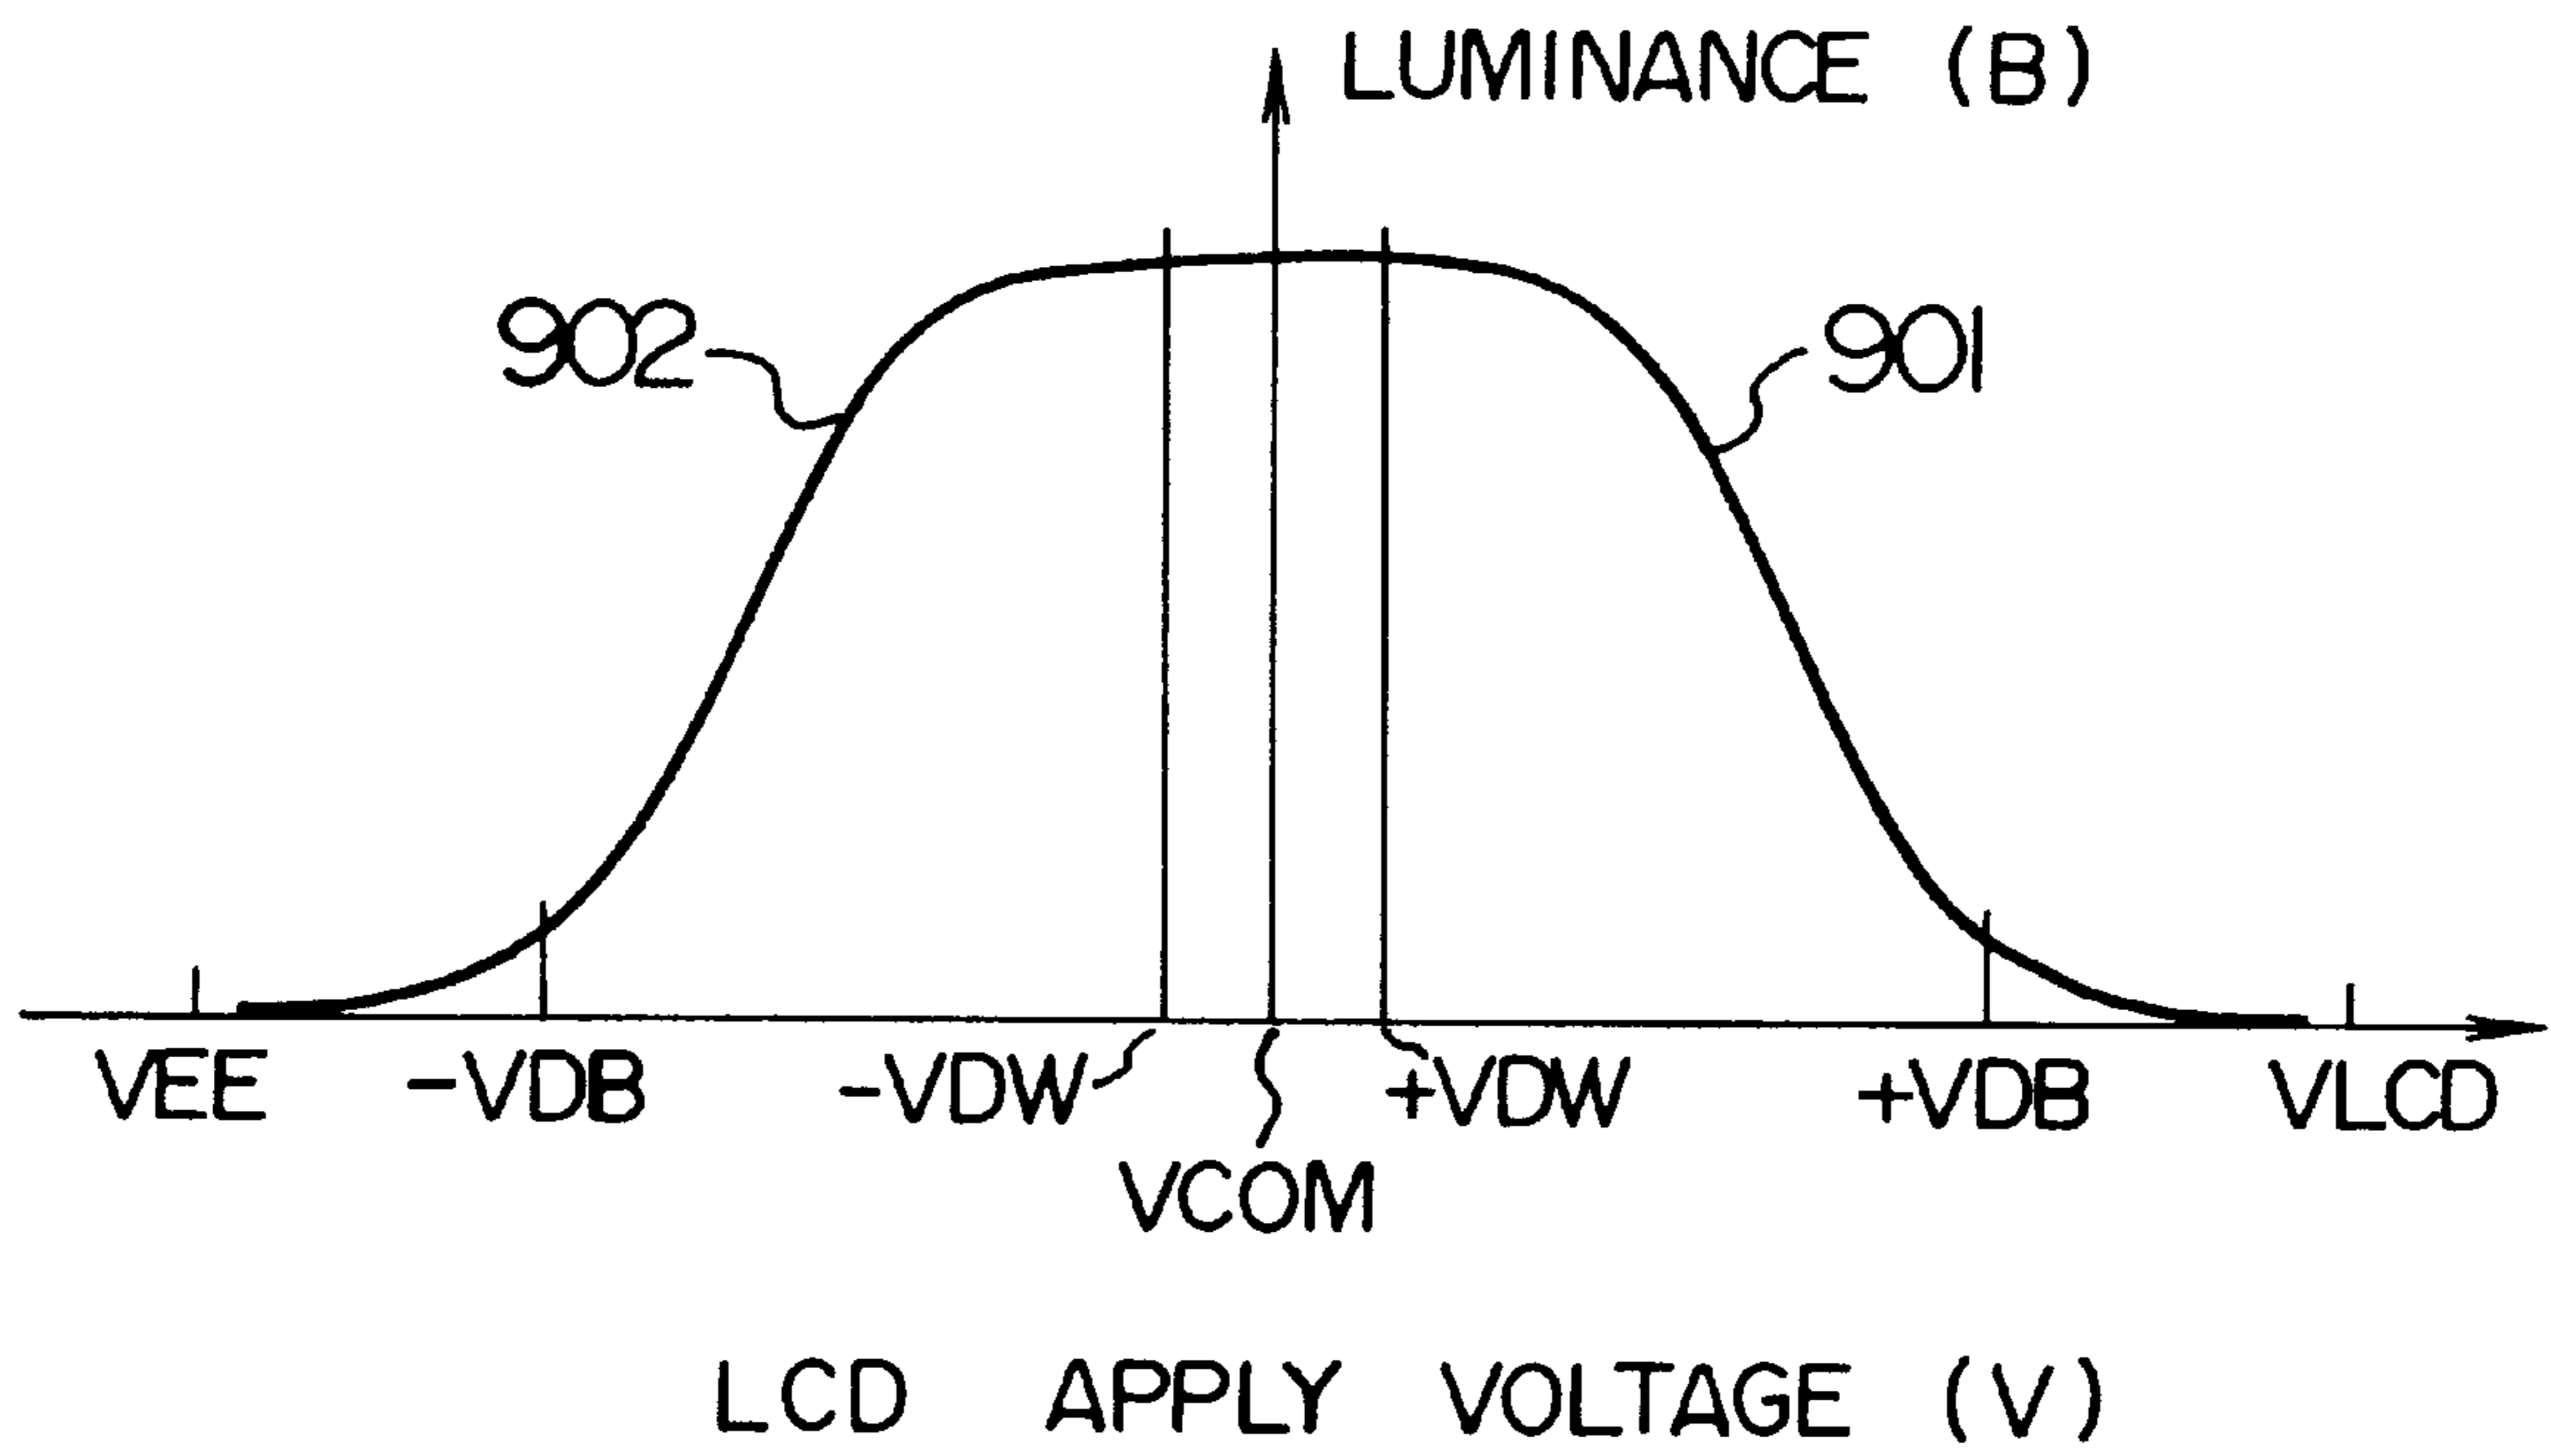 LUMINANCE (B)
902
901
VEE -VDB -VDW +VDW +VDB VLCD
VCOM
LCD APPLY VOLTAGE (V)